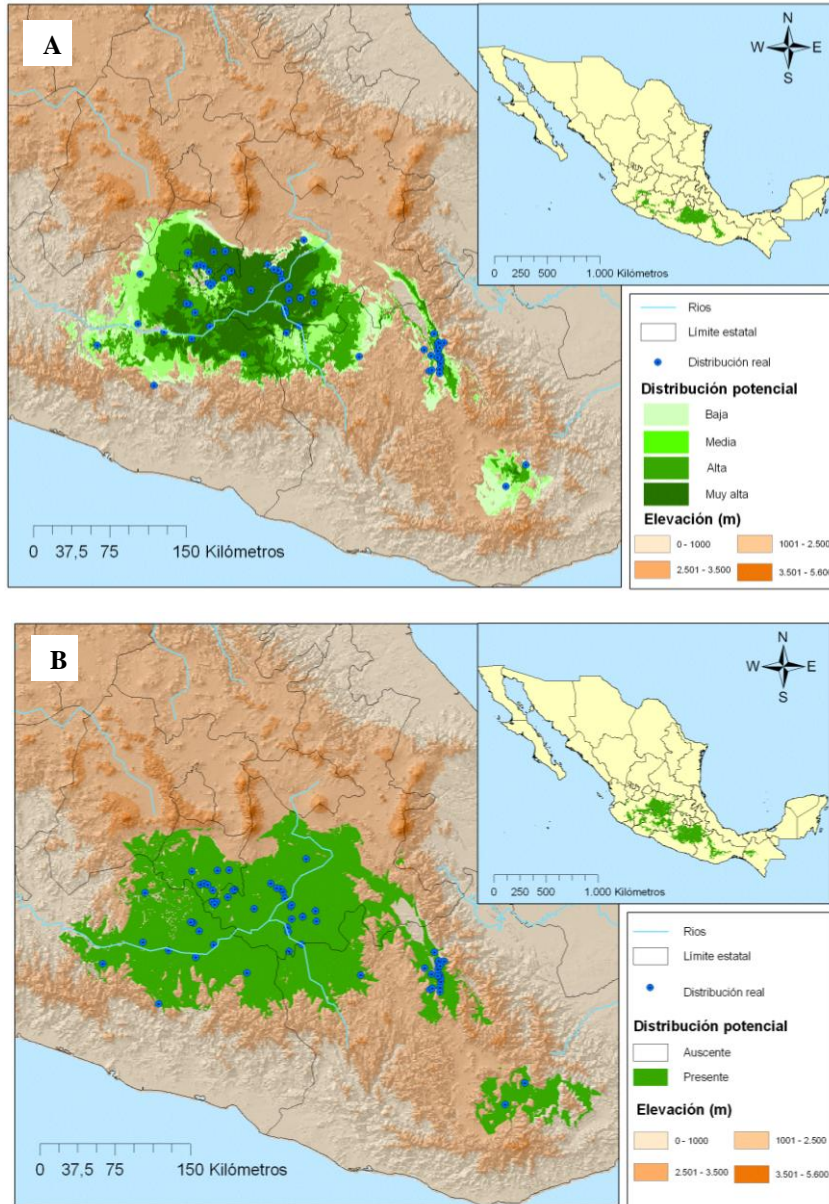 A
N
W E
S
0 250 500 1.000 Kilómetros
Rios
Límite estatal
Distribución real
Distribución potencial
Baja
Media
Alta
Muy alta
Elevación (m)
0 - 1000 1001 - 2.500
2.501 - 3.500 3.501 - 5.600
0 37,5 75 150 Kilómetros
B
N
W E
S
0 250 500 1.000 Kilómetros
Rios
Límite estatal
Distribución real
Distribución potencial
Auscente
Presente
Elevación (m)
0 - 1000 1001 - 2.500
2.501 - 3.500 3.501 - 5.600
0 37,5 75 150 Kilómetros